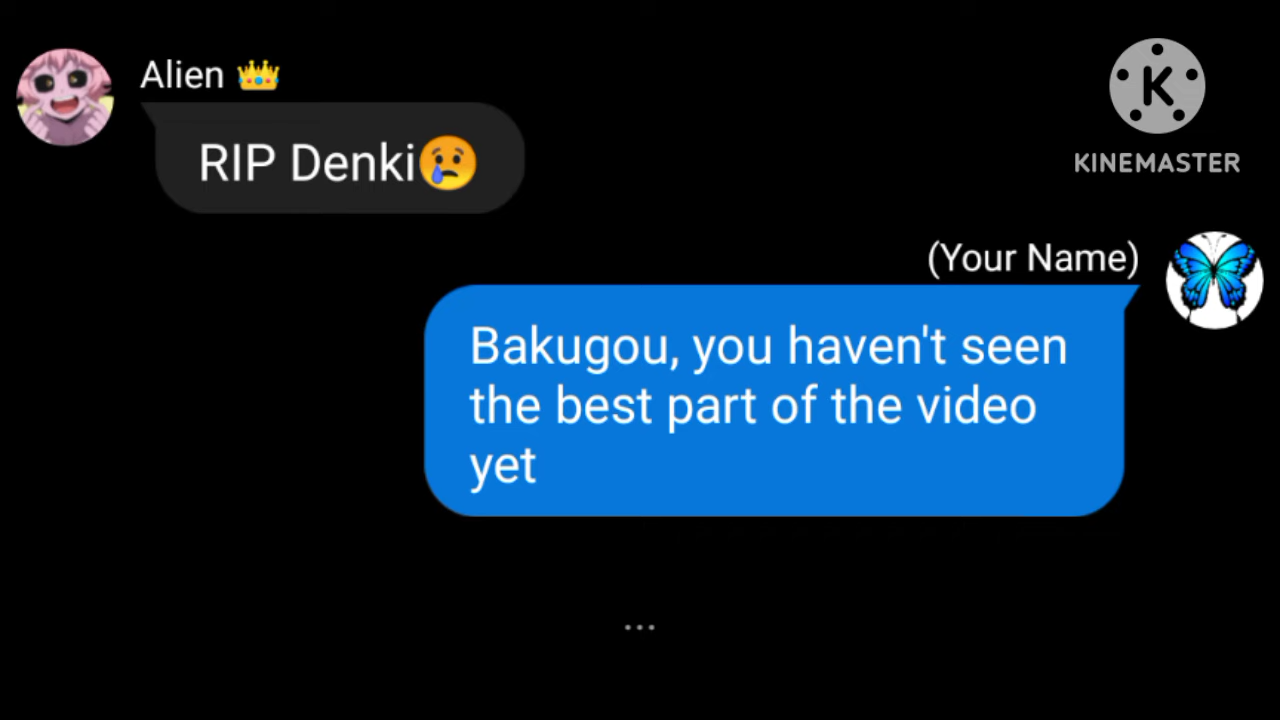 Alien 👑
RIP Denki😢
K
KINEMASTER
(Your Name)
Bakugou, you haven't seen
the best part of the video
yet
...